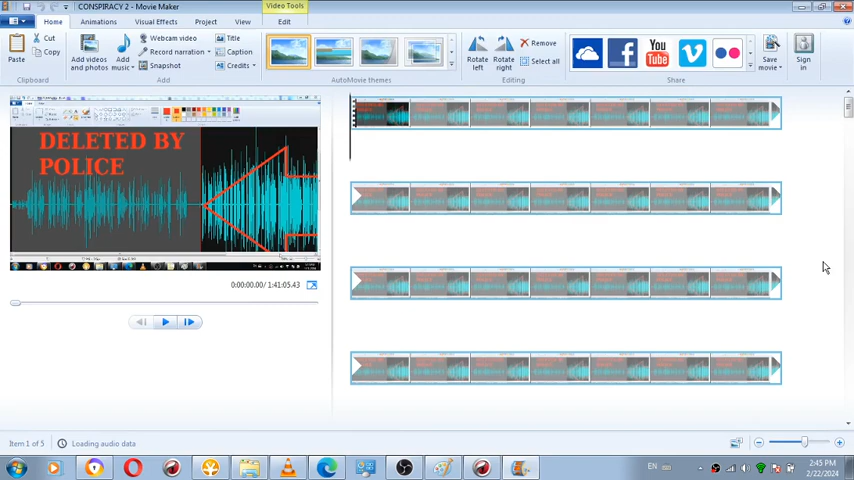 CONSPIRACY 2 - Movie Maker
Video Tools
Home
Animations
Visual Effects
Project
View
Edit
Paste
Cut
Copy
Clipboard
Add videos
and photos
Add
music
Webcam video
Record narration
Snapshot
Title
Caption
Credits
Add
AutoMovie themes
Rotate
left
Rotate
right
Remove
Select all
Editing
You
Tube
Share
Save
movie
Sign
in
DELETED BY
POLICE
0:00:00.00/ 1:41:05.43
Item 1 of 5
Loading audio data
EN
2:45 PM
2/22/2024